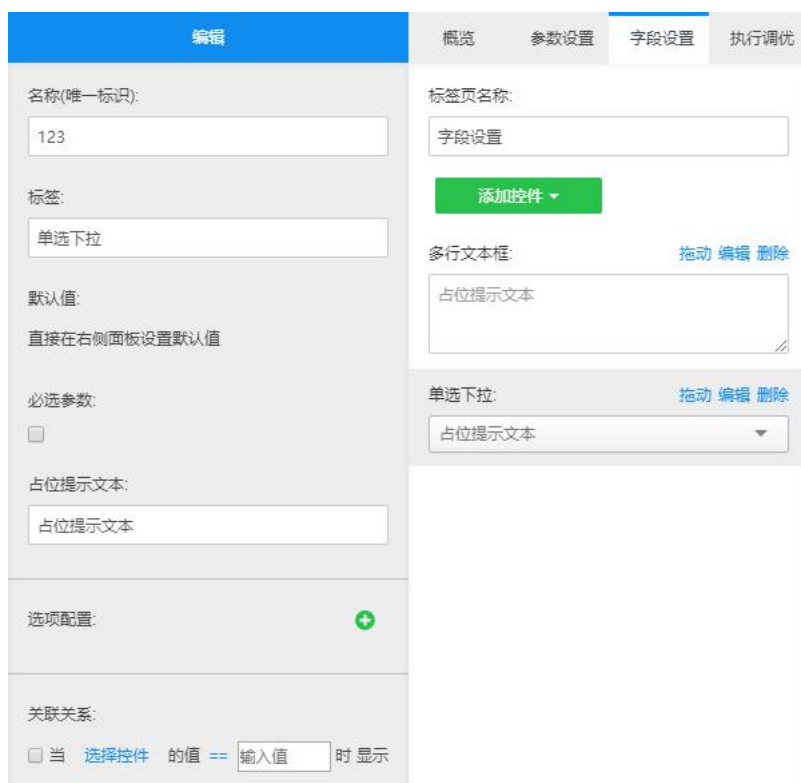 编辑
名称(唯一标识):
123
标签:
单选下拉
默认值:
直接在右侧面板设置默认值
必选参数:
占位提示文本:
占位提示文本
选项配置:
关联关系:
当 选择控件 的值 == 输入值 时 显示
概览 参数设置 字段设置 执行调优
标签页名称:
字段设置
添加控件
多行文本框: 拖动 编辑 删除
占位提示文本
单选下拉: 拖动 编辑 删除
占位提示文本